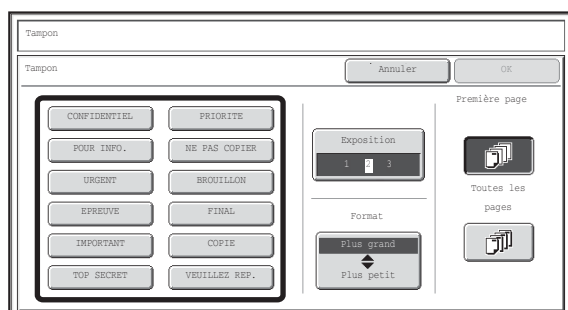 Tampon
Tampon
Annuler
OK
CONFIDENTIEL
PRIORITE
POUR INFO.
NE PAS COPIER
URGENT
BROUILLON
EPREUVE
FINAL
IMPORTANT
COPIE
TOP SECRET
VEUILLEZ REP.
Exposition
1 2 3
Format
Plus grand
Plus petit
Première page
Toutes les
pages